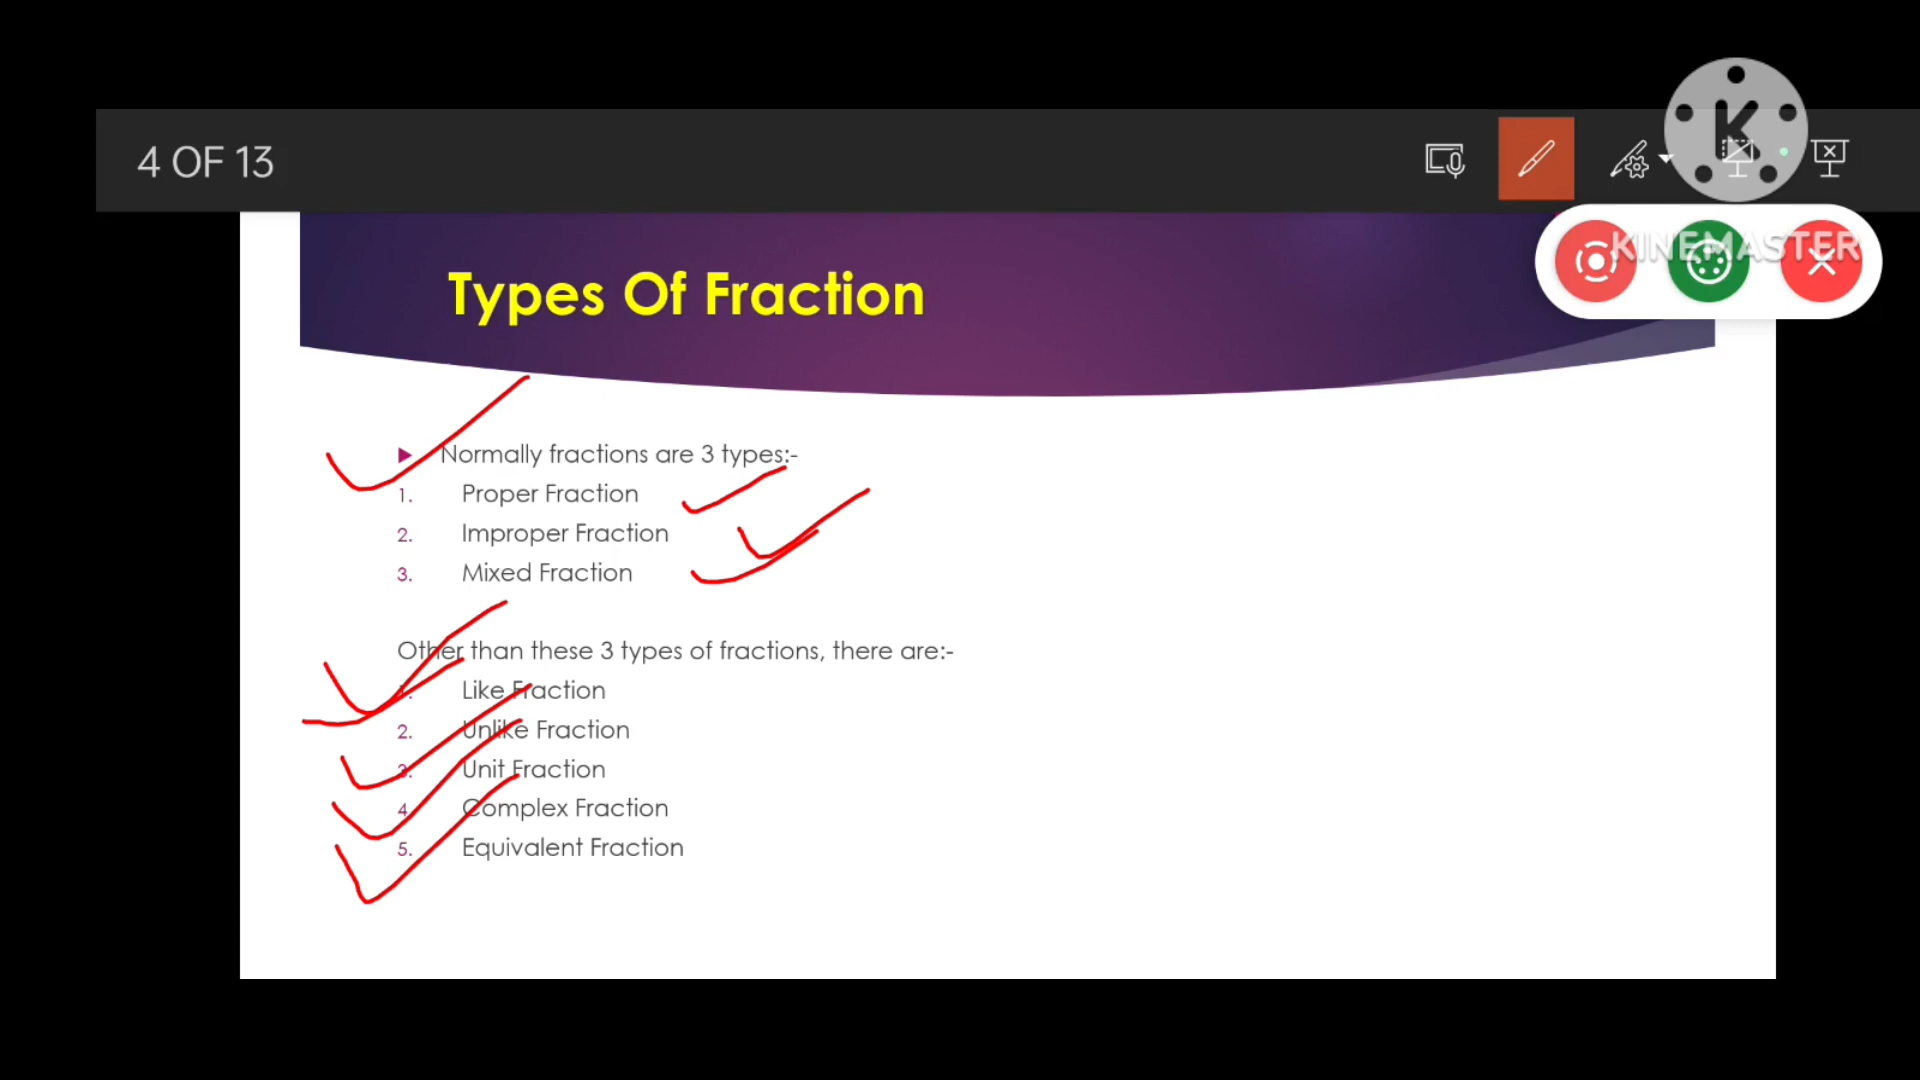 4 OF 13
K
KINEMASTER
Types Of Fraction
Normally fractions are 3 types:-
1. Proper Fraction
2. Improper Fraction
3. Mixed Fraction
Other than these 3 types of fractions, there are:-
1. Like Fraction
2. Unlike Fraction
3. Unit Fraction
4. Complex Fraction
5. Equivalent Fraction